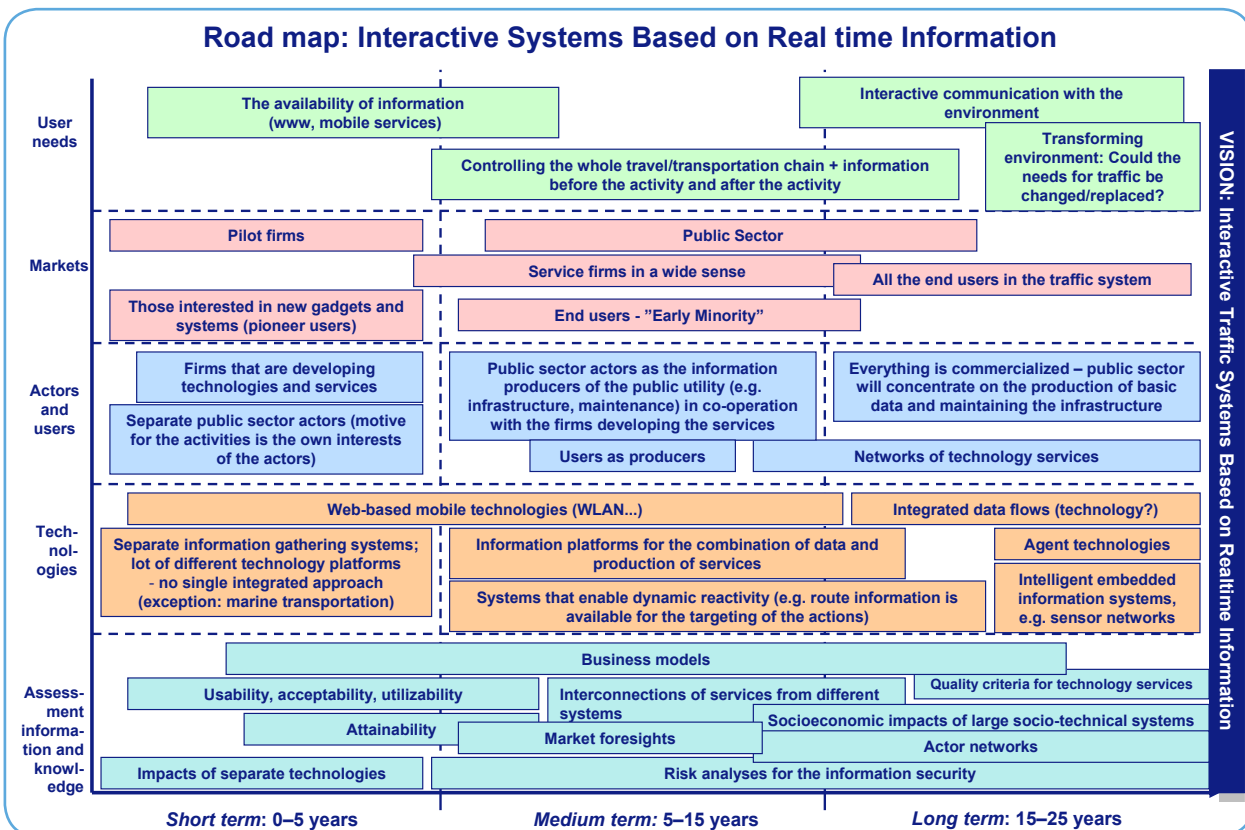 Road map: Interactive Systems Based on Real time Information
User
needs
The availability of information
(www, mobile services)
Interactive communication with the
environment
Controlling the whole travel/transportation chain + information
before the activity and after the activity
Transforming
environment: Could the
needs for traffic be
changed/replaced?
Markets
Pilot firms
Public Sector
Service firms in a wide sense
All the end users in the traffic system
Those interested in new gadgets and
systems (pioneer users)
End users - ”Early Minority”
Actors
and
users
Firms that are developing
technologies and services
Public sector actors as the information
producers of the public utility (e.g.
infrastructure, maintenance) in co-operation
with the firms developing the services
Everything is commercialized – public sector
will concentrate on the production of basic
data and maintaining the infrastructure
Separate public sector actors (motive
for the activities is the own interests
of the actors)
Users as producers
Networks of technology services
Tech-
nol-
ogies
Web-based mobile technologies (WLAN...)
Integrated data flows (technology?)
Separate information gathering systems;
lot of different technology platforms
- no single integrated approach
(exception: marine transportation)
Information platforms for the combination of data and
production of services
Agent technologies
Systems that enable dynamic reactivity (e.g. route information is
available for the targeting of the actions)
Intelligent embedded
information systems,
e.g. sensor networks
Assess-
ment
informa-
tion and
knowl-
edge
Business models
Usability, acceptability, utilizability
Interconnections of services from different
systems
Quality criteria for technology services
Attainability
Market foresights
Socioeconomic impacts of large socio-technical systems
Actor networks
Impacts of separate technologies
Risk analyses for the information security
Short term: 0–5 years
Medium term: 5–15 years
Long term: 15–25 years
VISION: Interactive Traffic Systems Based on Realtime Information